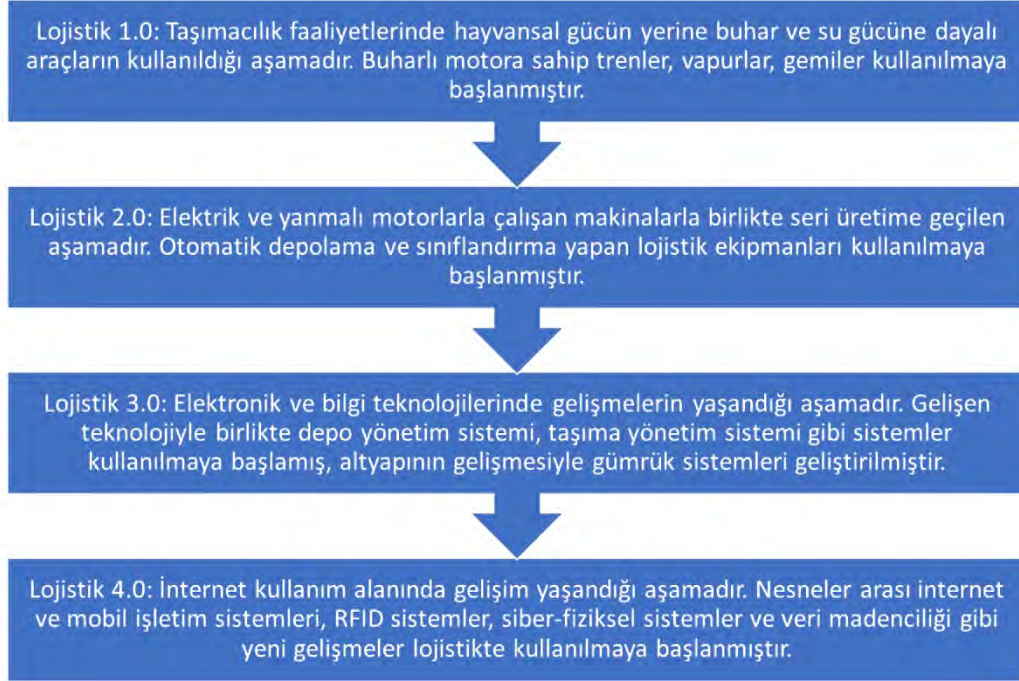 Lojistik 1.0: Taşımacılık faaliyetlerinde hayvansal gücün yerine buhar ve su gücüne dayalı
araçların kullanıldığı aşamadır. Buharlı motora sahip trenler, vapurlar, gemiler kullanılmaya
başlanmıştır.
Lojistik 2.0: Elektrik ve yanmalı motorlarla çalışan makinalarla birlikte seri üretime geçilen
aşamadır. Otomatik depolama ve sınıflandırma yapan lojistik ekipmanları kullanılmaya
başlanmıştır.
Lojistik 3.0: Elektronik ve bilgi teknolojilerinde gelişmelerin yaşandığı aşamadır. Gelişen
teknolojiyle birlikte depo yönetim sistemi, taşıma yönetim sistemi gibi sistemler
kullanılmaya başlamış, altyapının gelişmesiyle gümrük sistemleri geliştirilmiştir.
Lojistik 4.0: İnternet kullanım alanında gelişim yaşandığı aşamadır. Nesneler arası internet
ve mobil işletim sistemleri, RFID sistemler, siber-fiziksel sistemler ve veri madenciliği gibi
yeni gelişmeler lojistikte kullanılmaya başlanmıştır.